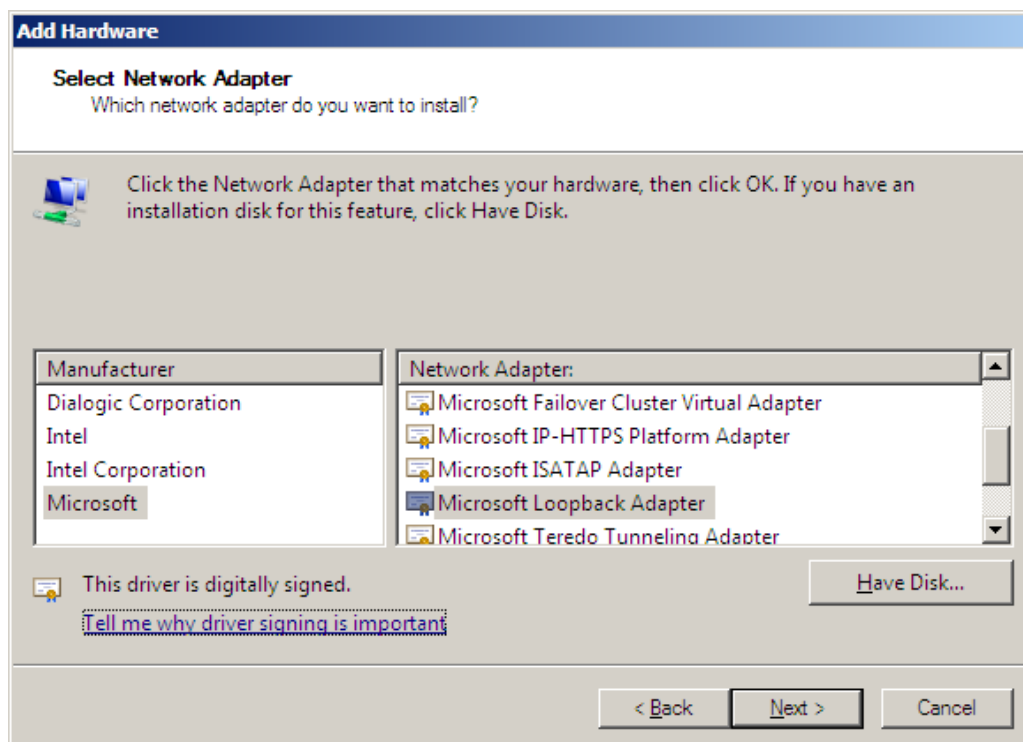 Add Hardware
Select Network Adapter
Which network adapter do you want to install?
Click the Network Adapter that matches your hardware, then click OK. If you have an
installation disk for this feature, click Have Disk.
Manufacturer
Dialogic Corporation
Intel
Intel Corporation
Microsoft
Network Adapter:
Microsoft Failover Cluster Virtual Adapter
Microsoft IP-HTTPS Platform Adapter
Microsoft ISATAP Adapter
Microsoft Loopback Adapter
Microsoft Teredo Tunneling Adapter
This driver is digitally signed.
Tell me why driver signing is important
Have Disk...
< Back
Next >
Cancel